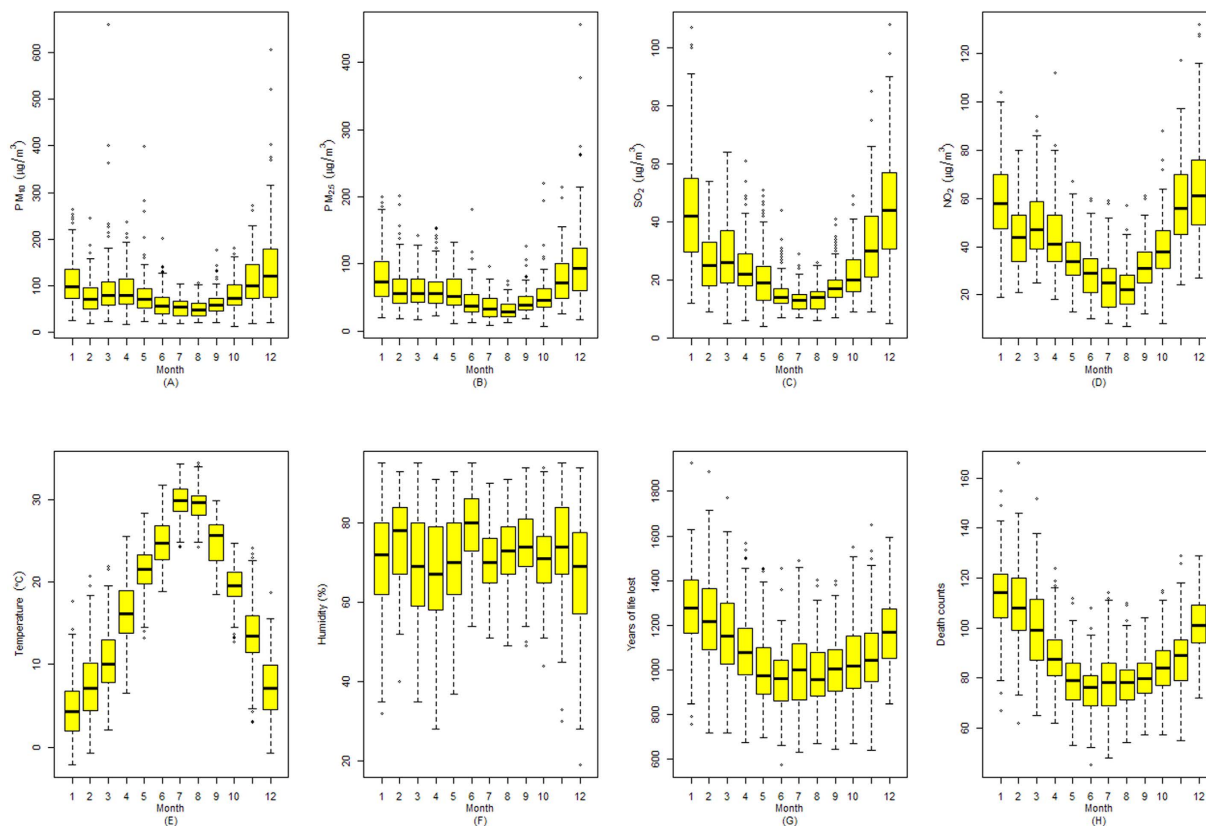 PM10 (µg/m³)
0 100 200 300 400 500 600
1 2 3 4 5 6 7 8 9 10 12
Month
(A)
PM2.5 (µg/m³)
0 100 200 300 400
1 2 3 4 5 6 7 8 9 10 12
Month
(B)
SO2 (µg/m³)
0 20 40 60 80 100
1 2 3 4 5 6 7 8 9 10 12
Month
(C)
NO2 (µg/m³)
20 40 60 80 100 120
1 2 3 4 5 6 7 8 9 10 12
Month
(D)
Temperature (°C)
0 10 20 30
1 2 3 4 5 6 7 8 9 10 12
Month
(E)
Humidity (%)
20 40 60 80
1 2 3 4 5 6 7 8 9 10 12
Month
(F)
Years of life lost
600 800 1000 1200 1400 1600 1800
1 2 3 4 5 6 7 8 9 10 12
Month
(G)
Death counts
60 80 100 120 140 160
1 2 3 4 5 6 7 8 9 10 12
Month
(H)